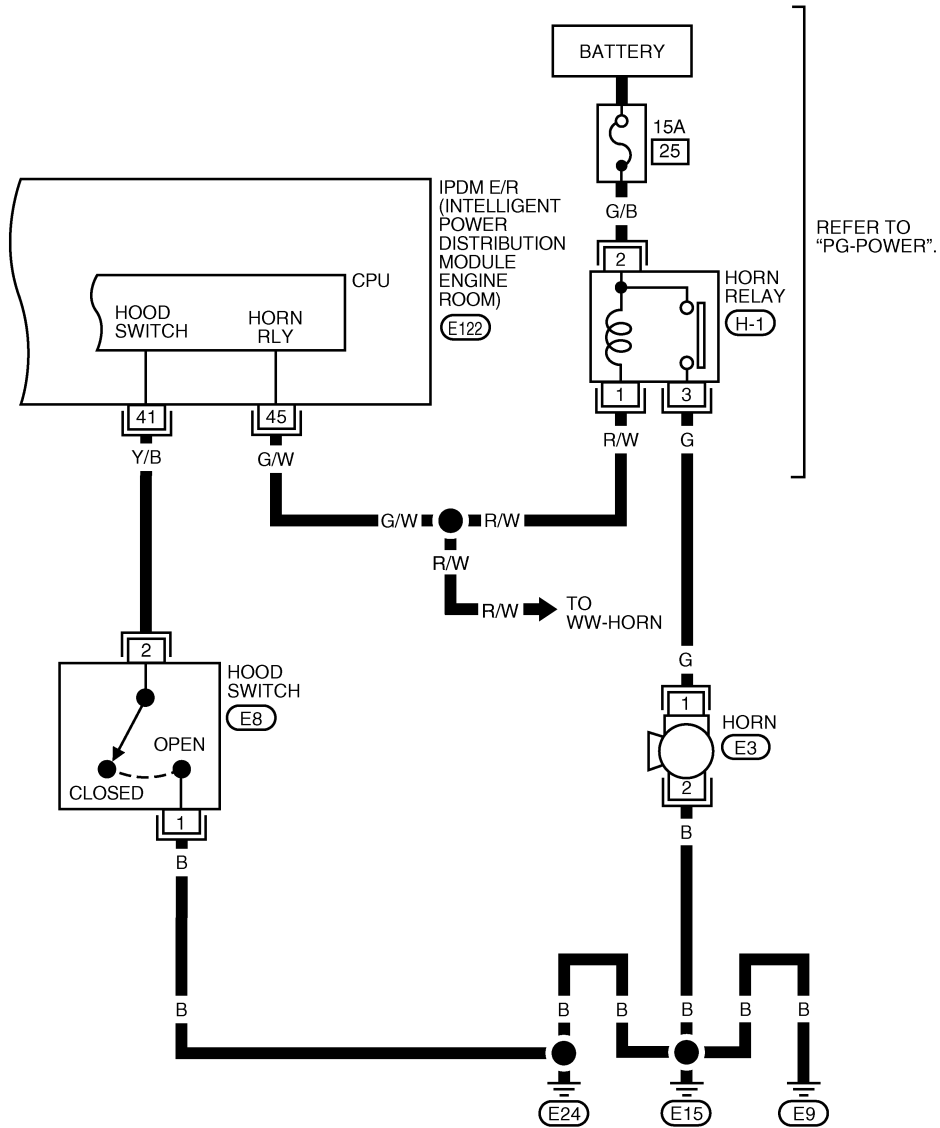 BATTERY
15A
25
G/B
2
HORN
RELAY
H-1
1
3
R/W
G
REFER TO
“PG-POWER”.
IPDM E/R
(INTELLIGENT
POWER
DISTRIBUTION
MODULE
ENGINE
ROOM)
E122
CPU
HOOD
SWITCH
HORN
RLY
41
45
Y/B
G/W
G/W
R/W
R/W
R/W
TO
WW-HORN
2
HOOD
SWITCH
E8
OPEN
CLOSED
1
B
G
1
HORN
E3
2
B
B
B
B
B
B
B
E24
E15
E9